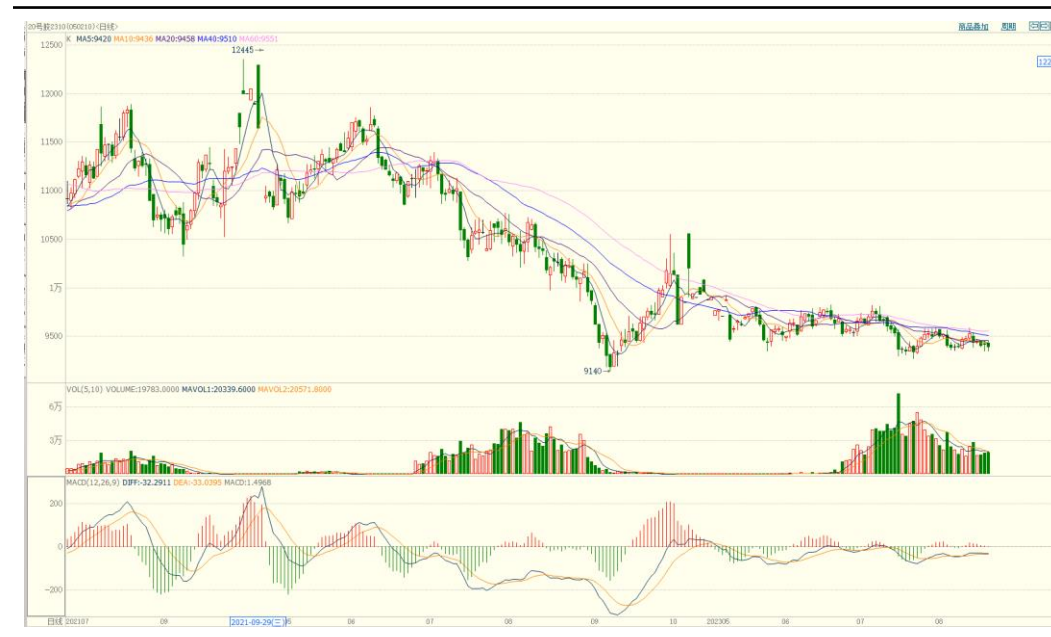 20号胶2310(050210)<日线>
商品叠加 周期
K MA5:9420 MA10:9436 MA20:9458 MA40:9510 MA60:9551
12500
12445→
122
12000
11500
11000
10500
1万
9500
9140→
VOL(5,10) VOLUME:19783.0000 MAVOL1:20339.6000 MAVOL2:20571.8000
6万
3万
MACD(12,26,9) DIFF:-32.2911 DEA:-33.0395 MACD:1.4968
200
0
-200
日线 202107 09 2021-09-29(三) 05 06 07 08 09 10 202305 06 07 08